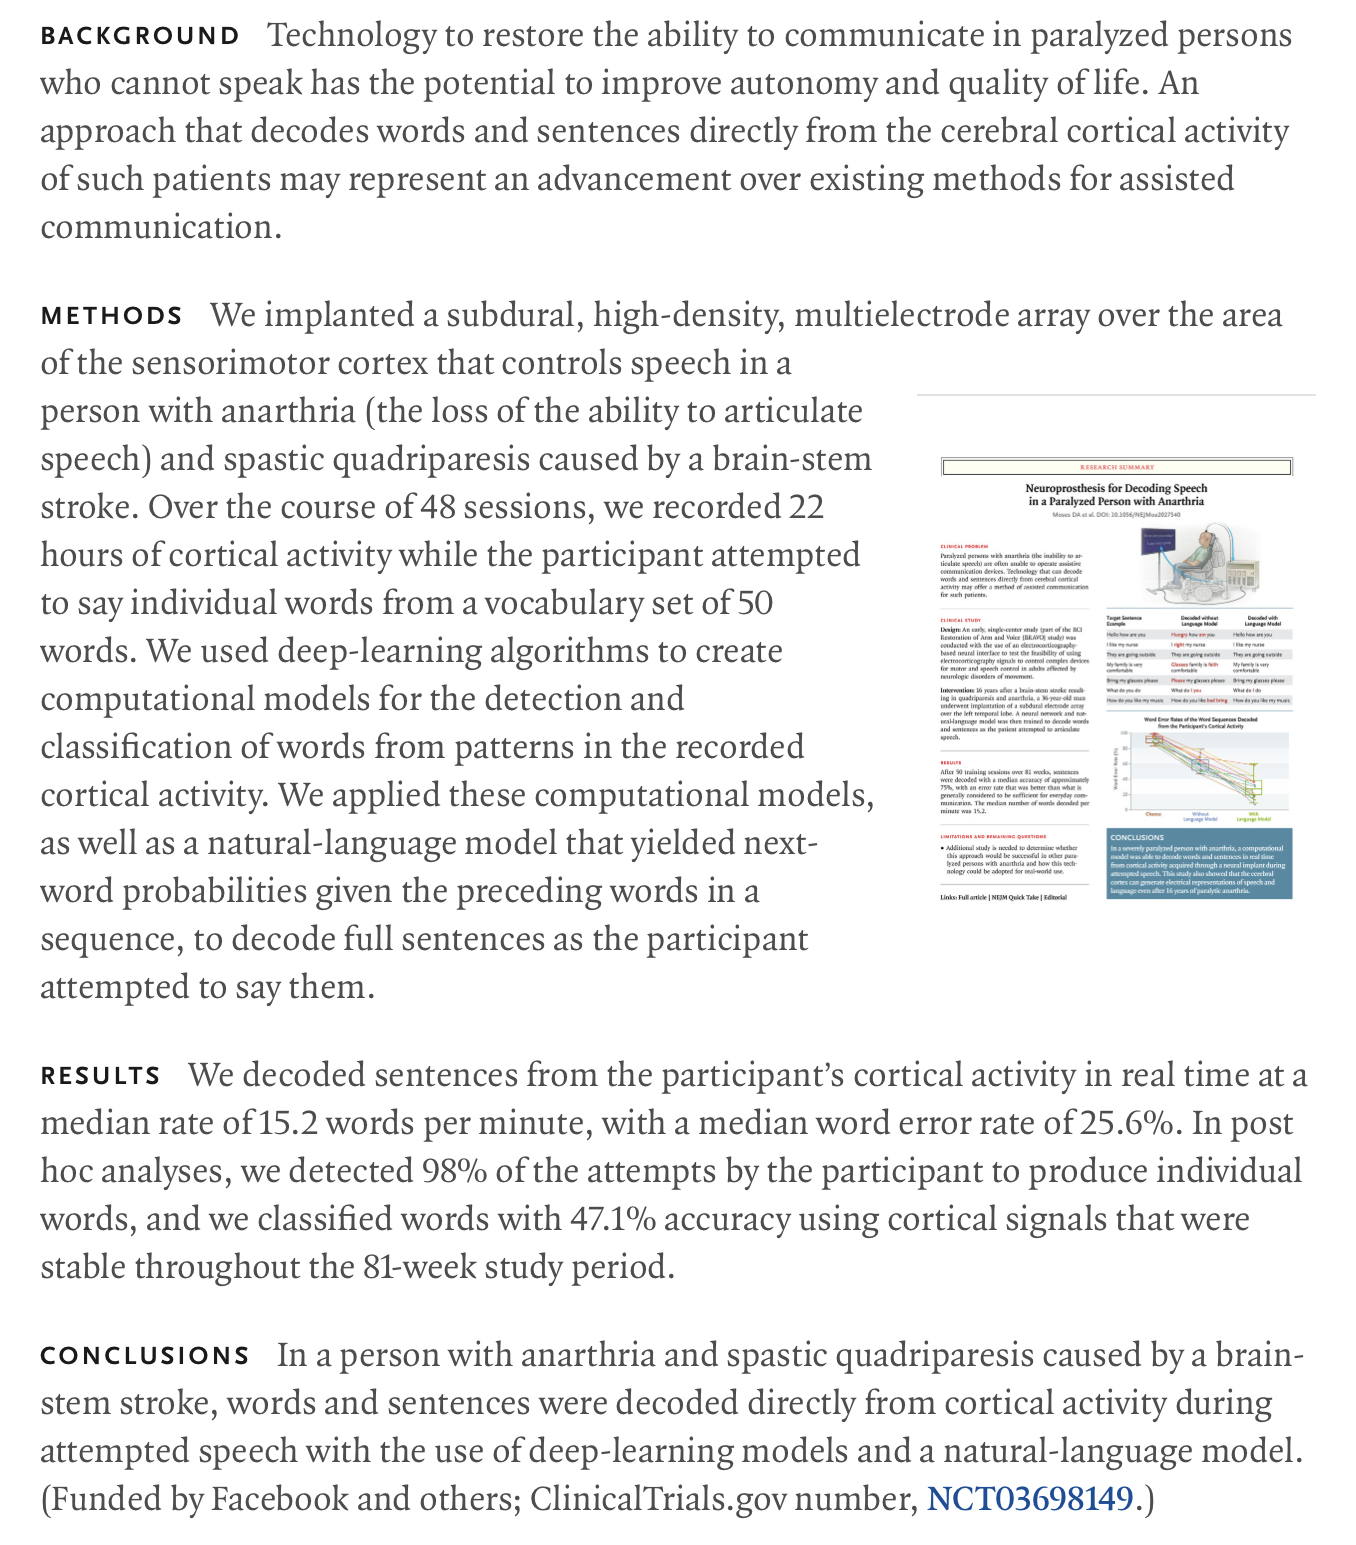 BACKGROUND Technology to restore the ability to communicate in paralyzed persons
who cannot speak has the potential to improve autonomy and quality of life. An
approach that decodes words and sentences directly from the cerebral cortical activity
of such patients may represent an advancement over existing methods for assisted
communication.
METHODS We implanted a subdural, high-density, multielectrode array over the area
of the sensorimotor cortex that controls speech in a
person with anarthria (the loss of the ability to articulate
speech) and spastic quadriparesis caused by a brain-stem
stroke. Over the course of 48 sessions, we recorded 22
hours of cortical activity while the participant attempted
to say individual words from a vocabulary set of 50
words. We used deep-learning algorithms to create
computational models for the detection and
classification of words from patterns in the recorded
cortical activity. We applied these computational models,
as well as a natural-language model that yielded next-
word probabilities given the preceding words in a
sequence, to decode full sentences as the participant
attempted to say them.
RESEARCH SUMMARY
Neuroprosthesis for Decoding Speech
in a Paralyzed Person with Anarthria
Moses DA et al. DOI: 10.1056/NEJMoa2027540
CLINICAL PROBLEM
Paralyzed persons with anarthria (the inability to ar-
ticulate speech) are often unable to operate assistive
communication devices. Technology that can decode
words and sentences directly from cerebral cortical
activity may offer a method of assisted communication
for such patients.
CLINICAL STUDY
Design: An early, single-center study (part of the BCI
Restoration of Arm and Voice [BRAVO] study) was
conducted with the use of an electrocorticography-
based neural interface to test the feasibility of using
electrocorticography signals to control complex devices
for motor and speech control in adults affected by
neurologic disorders of movement.
Intervention: 16 years after a brain-stem stroke result-
ing in quadriparesis and anarthria, a 36-year-old man
underwent implantation of a subdural electrode array
over the left temporal lobe. A neural network and nat-
ural-language model was then trained to decode words
and sentences as the patient attempted to articulate
speech.
RESULTS
After 50 training sessions over 81 weeks, sentences
were decoded with a median accuracy of approximately
75%, with an error rate that was better than what is
generally considered to be sufficient for everyday com-
munication. The median number of words decoded per
minute was 15.2.
LIMITATIONS AND REMAINING QUESTIONS
• Additional study is needed to determine whether
this approach would be successful in other para-
lyzed persons with anarthria and how this tech-
nology could be adopted for real-world use.
Links: Full article | NEJM Quick Take | Editorial
Target Sentence Example Decoded without Language Model Decoded with Language Model
Hello how are you Hungry how am you Hello how are you
I like my nurse I right my nurse I like my nurse
They are going outside They are going outside They are going outside
My family is very comfortable Glasses family is faith comfortable My family is very comfortable
Bring my glasses please Please my glasses please Bring my glasses please
What do you do What do I you What do I do
How do you like my music How do you like bad bring How do you like my music
Word Error Rates of the Word Sequences Decoded
from the Participant's Cortical Activity
Word Error Rate (%)
100
80
60
40
20
0
Chance
Without Language Model
With Language Model
CONCLUSIONS
In a severely paralyzed person with anarthria, a computational
model was able to decode words and sentences in real time
from cortical activity acquired through a neural implant during
attempted speech. This study also showed that the cerebral
cortex can generate electrical representations of speech and
language even after 16 years of paralytic anarthria.
RESULTS We decoded sentences from the participant’s cortical activity in real time at a
median rate of 15.2 words per minute, with a median word error rate of 25.6%. In post
hoc analyses, we detected 98% of the attempts by the participant to produce individual
words, and we classified words with 47.1% accuracy using cortical signals that were
stable throughout the 81-week study period.
CONCLUSIONS In a person with anarthria and spastic quadriparesis caused by a brain-
stem stroke, words and sentences were decoded directly from cortical activity during
attempted speech with the use of deep-learning models and a natural-language model.
(Funded by Facebook and others; ClinicalTrials.gov number, NCT03698149.)